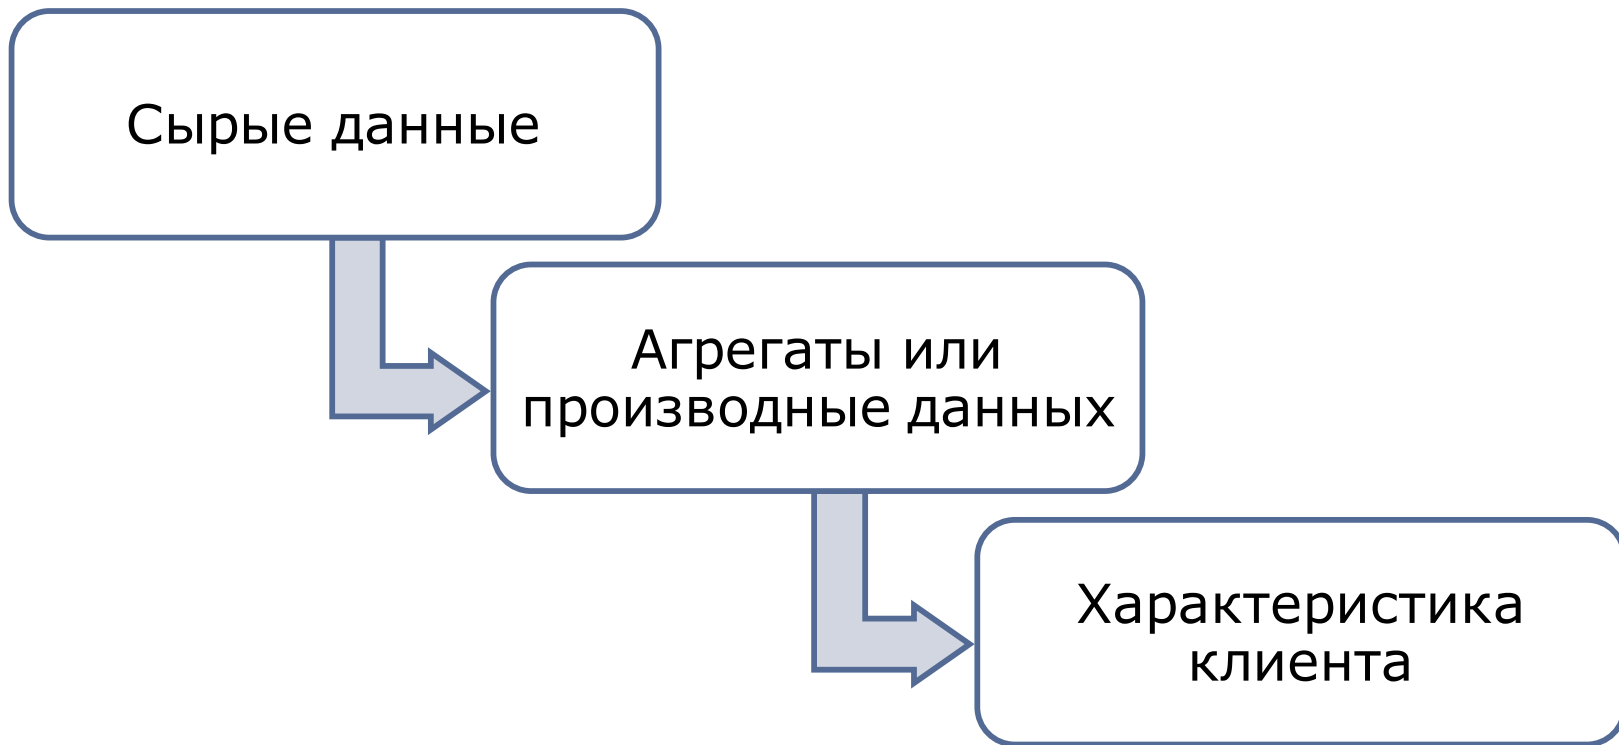 Сырые данные
Агрегаты или
производные данных
Характеристика
клиента